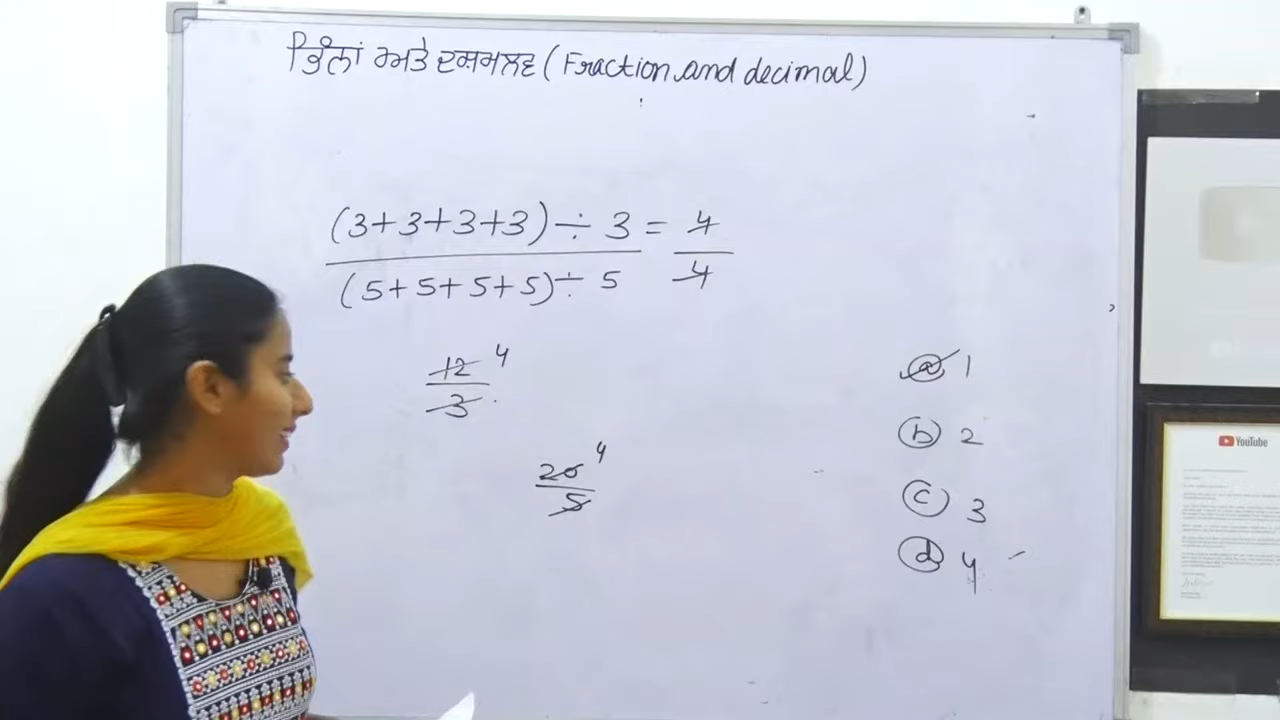 ਭਿੰਨਾਂ ਅਤੇ ਦਸ਼ਮਲਵ (Fraction and decimal)
(3+3+3+3) ÷ 3 = 4
(5+5+5+5) ÷ 5 4
12 4
3
20 4
5
(a) 1
(b) 2
(c) 3
(d) 4
YouTube